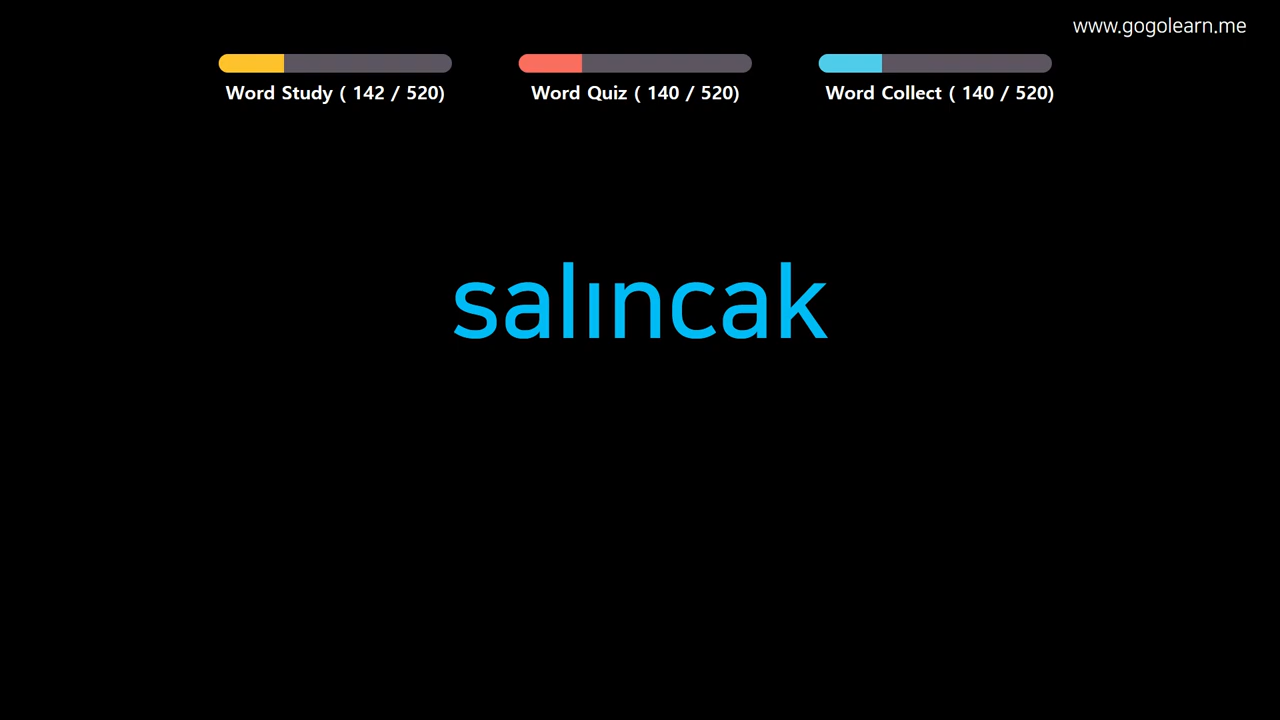 www.gogolearn.me
Word Study ( 142 / 520)
Word Quiz ( 140 / 520)
Word Collect ( 140 / 520)
salıncak